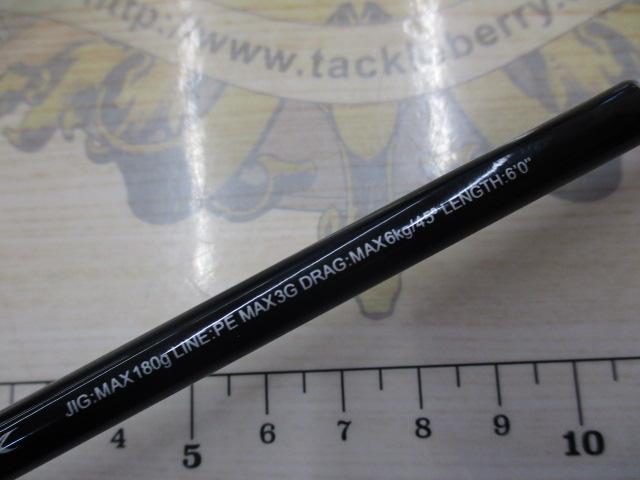 http://www.tackleberry.
JIG:MAX180g LINE:PE MAX3G DRAG:MAX6kg/45° LENGTH:6'0"
4 5 6 7 8 9 10